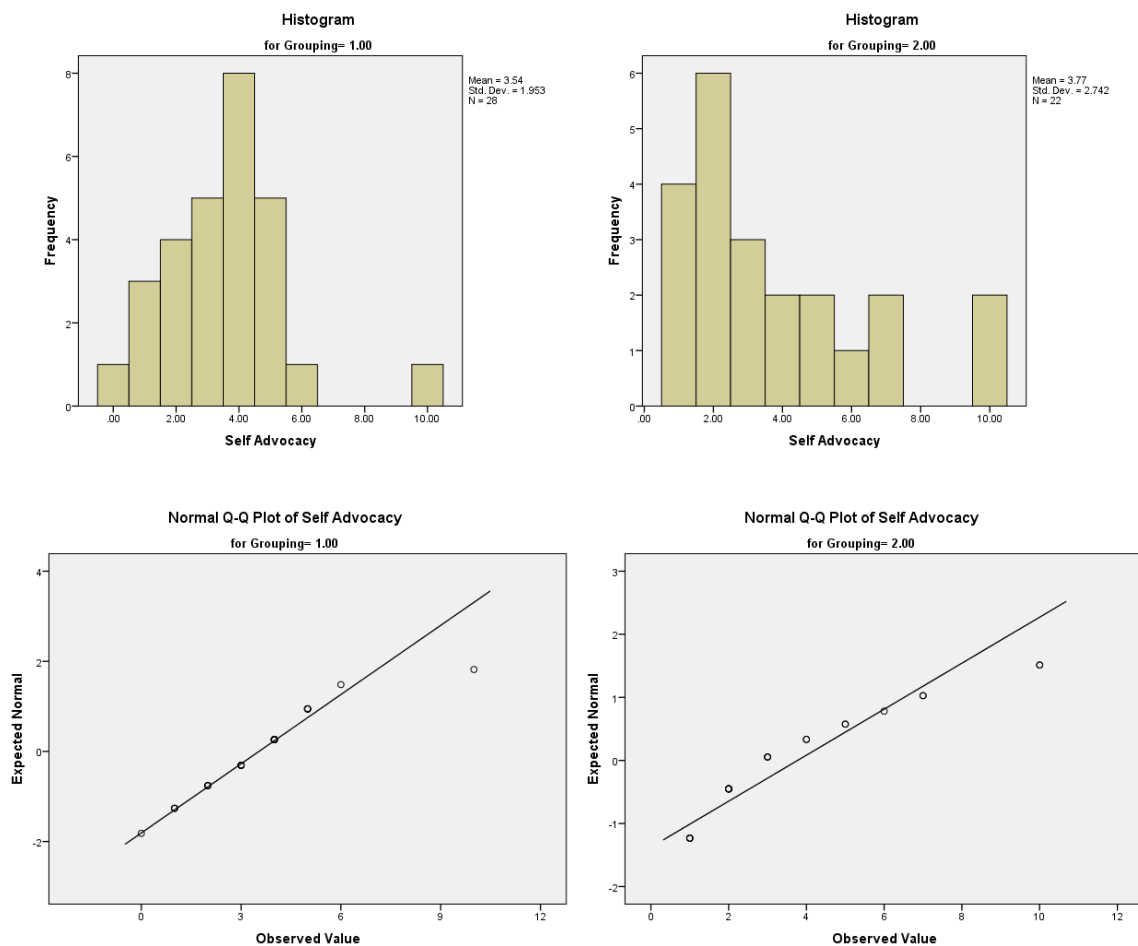 Histogram
for Grouping= 1.00
Mean = 3.54
Std. Dev. = 1.953
N = 28
8
6
4
2
0
Frequency
.00
2.00
4.00
6.00
8.00
10.00
Self Advocacy
Histogram
for Grouping= 2.00
Mean = 3.77
Std. Dev. = 2.742
N = 22
6
5
4
3
2
1
0
Frequency
.00
2.00
4.00
6.00
8.00
10.00
Self Advocacy
Normal Q-Q Plot of Self Advocacy
for Grouping= 1.00
4
2
0
-2
Expected Normal
0
3
6
9
12
Observed Value
Normal Q-Q Plot of Self Advocacy
for Grouping= 2.00
3
2
1
0
-1
-2
Expected Normal
0
2
4
6
8
10
12
Observed Value